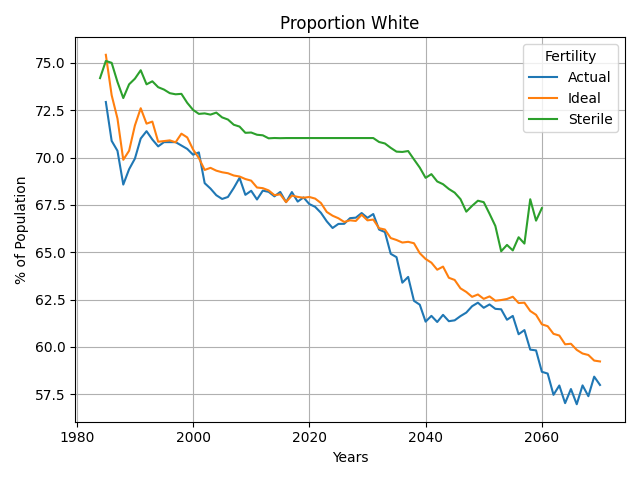 Proportion White
Fertility
Actual
Ideal
Sterile
% of Population
75.0
72.5
70.0
67.5
65.0
62.5
60.0
57.5
1980
2000
2020
2040
2060
Years